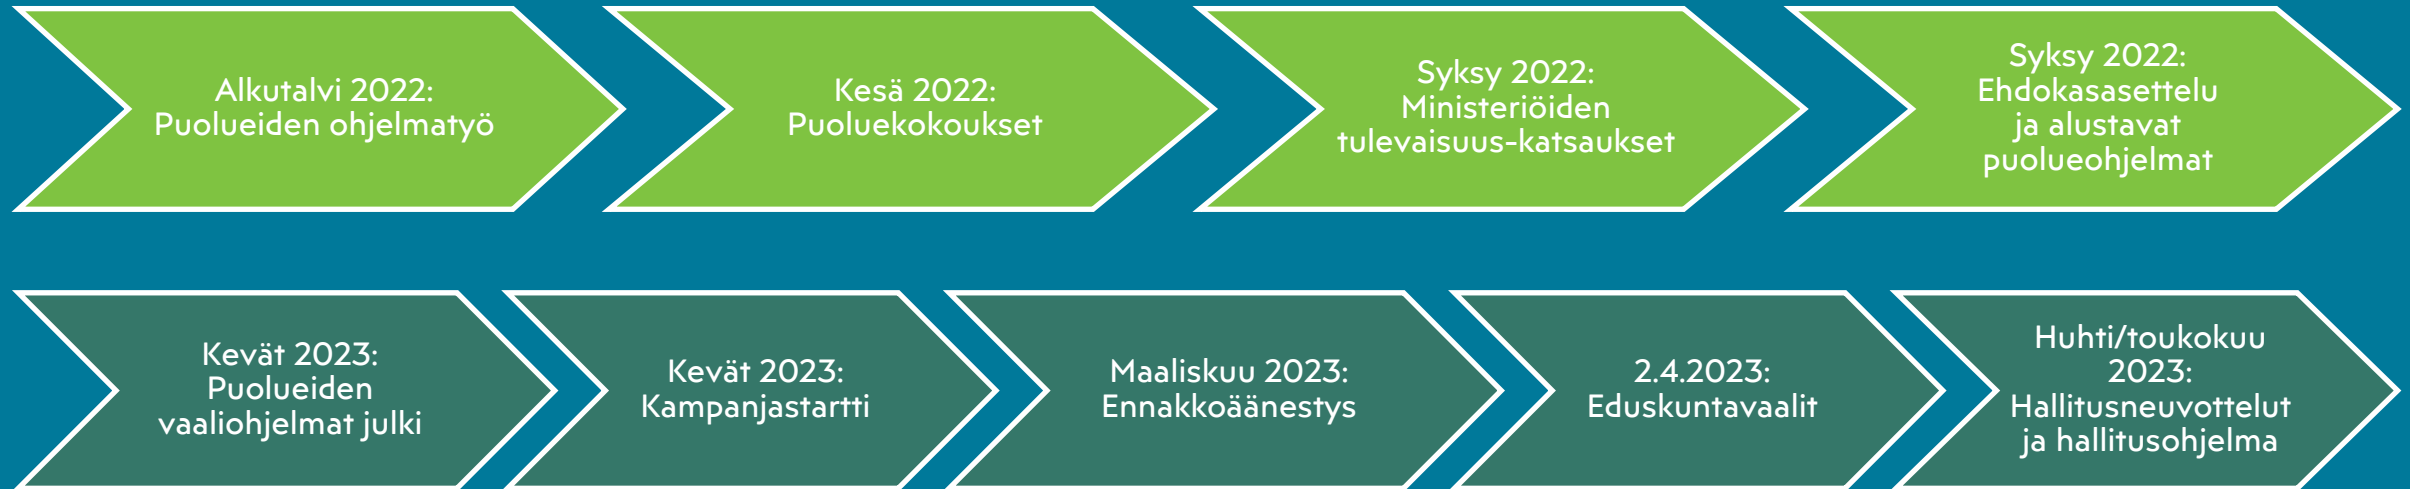 Alkutalvi 2022:
Puolueiden ohjelmatyö
Kesä 2022:
Puoluekokoukset
Syksy 2022:
Ministeriöiden
tulevaisuus-katsaukset
Syksy 2022:
Ehdokasasettelu
ja alustavat
puolueohjelmat
Kevät 2023:
Puolueiden
vaaliohjelmat julki
Kevät 2023:
Kampanjastartti
Maaliskuu 2023:
Ennakkoäänestys
2.4.2023:
Eduskuntavaalit
Huhti/toukokuu
2023:
Hallitusneuvottelut
ja hallitusohjelma